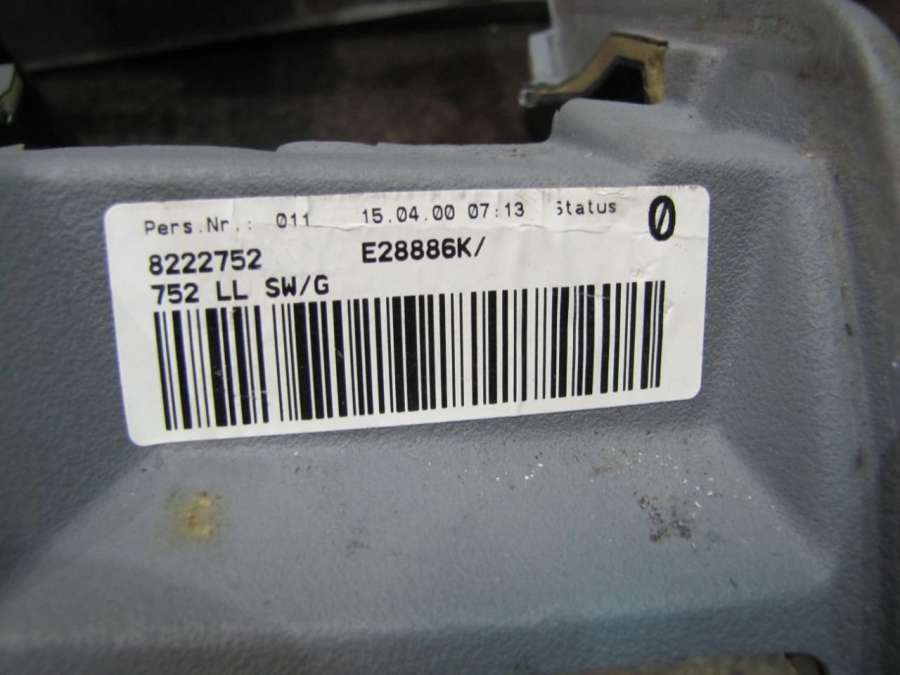 Pers.Nr.: 011 15.04.00 07:13 Status 0
8222752 E28886K/
752 LL SW/G